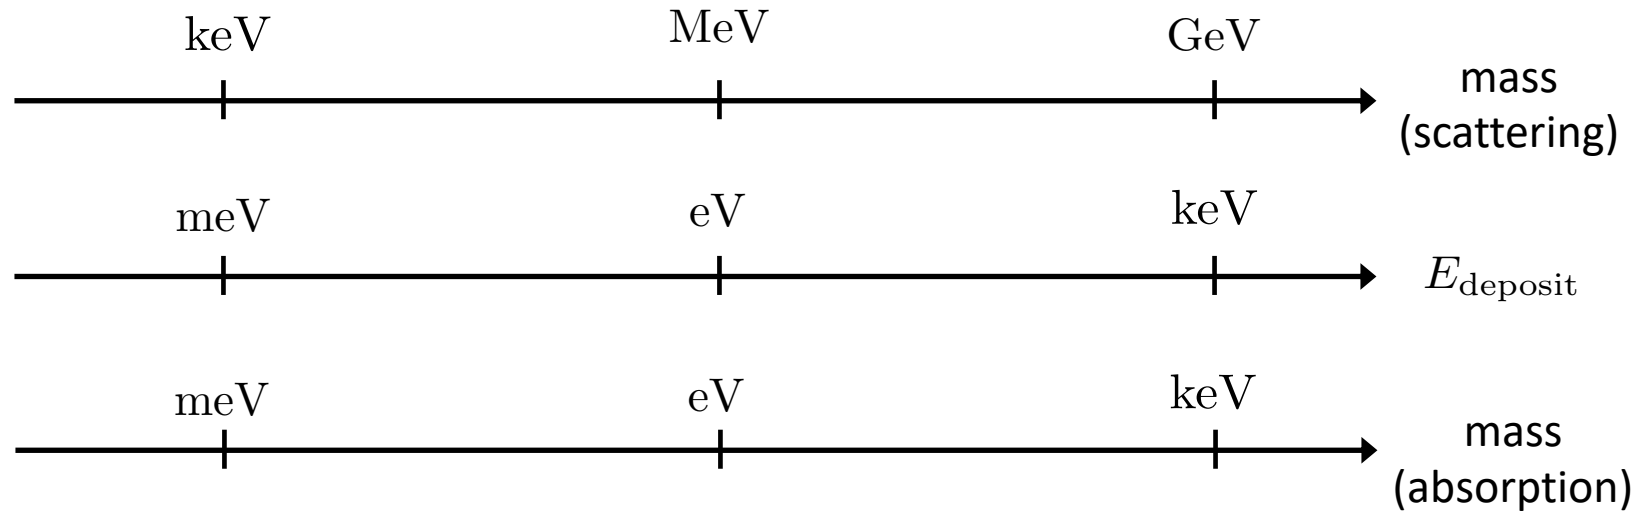 keV MeV GeV
mass
(scattering)
meV eV keV
E_deposit
meV eV keV
mass
(absorption)